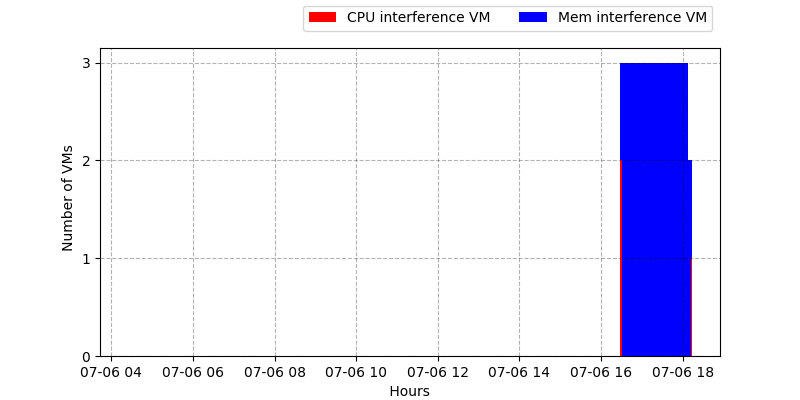 CPU interference VM Mem interference VM
3
2
1
0
Number of VMs
07-06 04 07-06 06 07-06 08 07-06 10 07-06 12 07-06 14 07-06 16 07-06 18
Hours